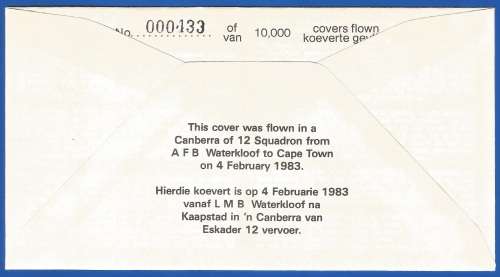 No. 000433 of 10,000 covers flown
van koeverte gevl
This cover was flown in a
Canberra of 12 Squadron from
A F B Waterkloof to Cape Town
on 4 February 1983.
Hierdie koevert is op 4 Februarie 1983
vanaf L M B Waterkloof na
Kaapstad in 'n Canberra van
Eskader 12 vervoer.